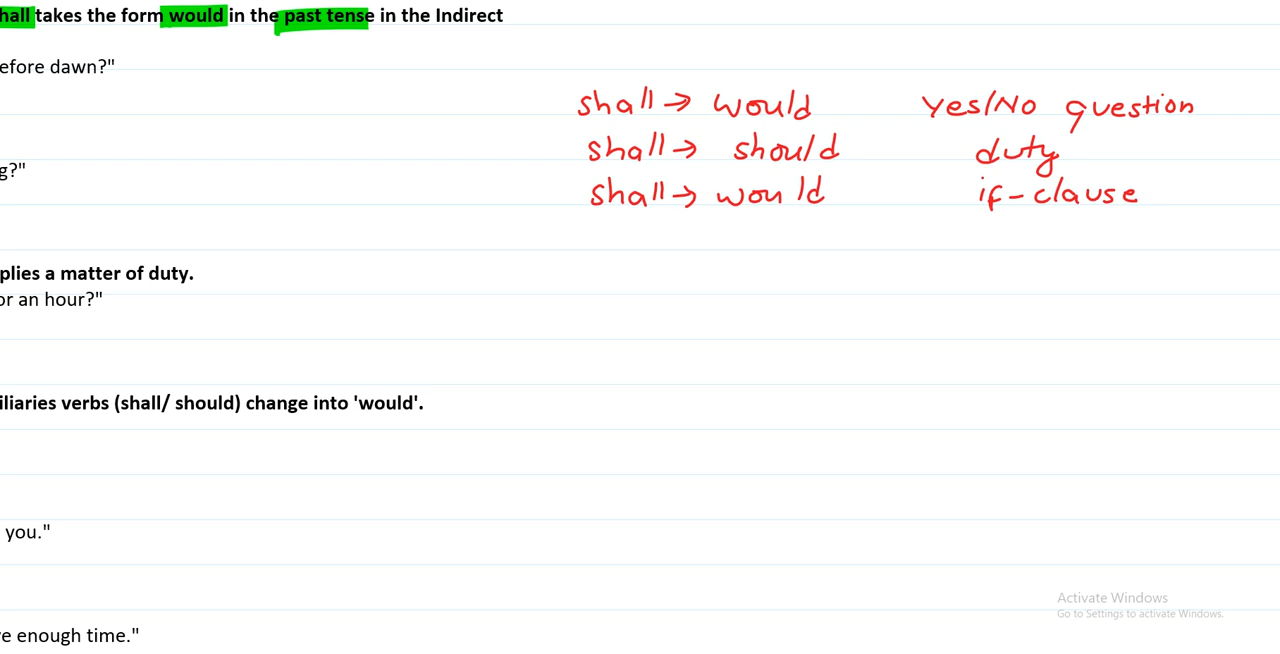 hall takes the form would in the past tense in the Indirect
efore dawn?"
shall → would Yes/No question
shall → should duty
g?"
shall → would if-clause
plies a matter of duty.
or an hour?"
iliaries verbs (shall/ should) change into 'would'.
you."
Activate Windows
Go to Settings to activate Windows.
e enough time."